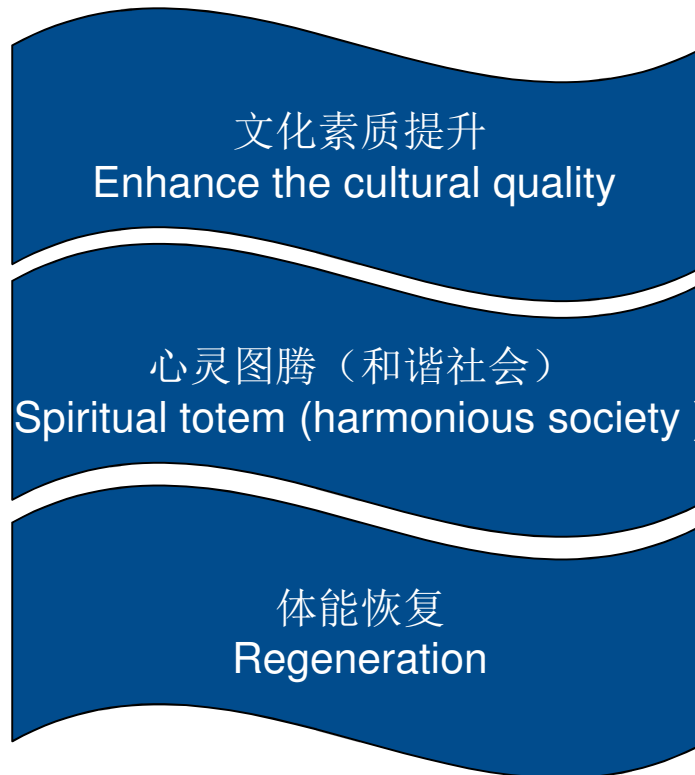 文化素质提升
Enhance the cultural quality
心灵图腾（和谐社会）
Spiritual totem (harmonious society )
体能恢复
Regeneration